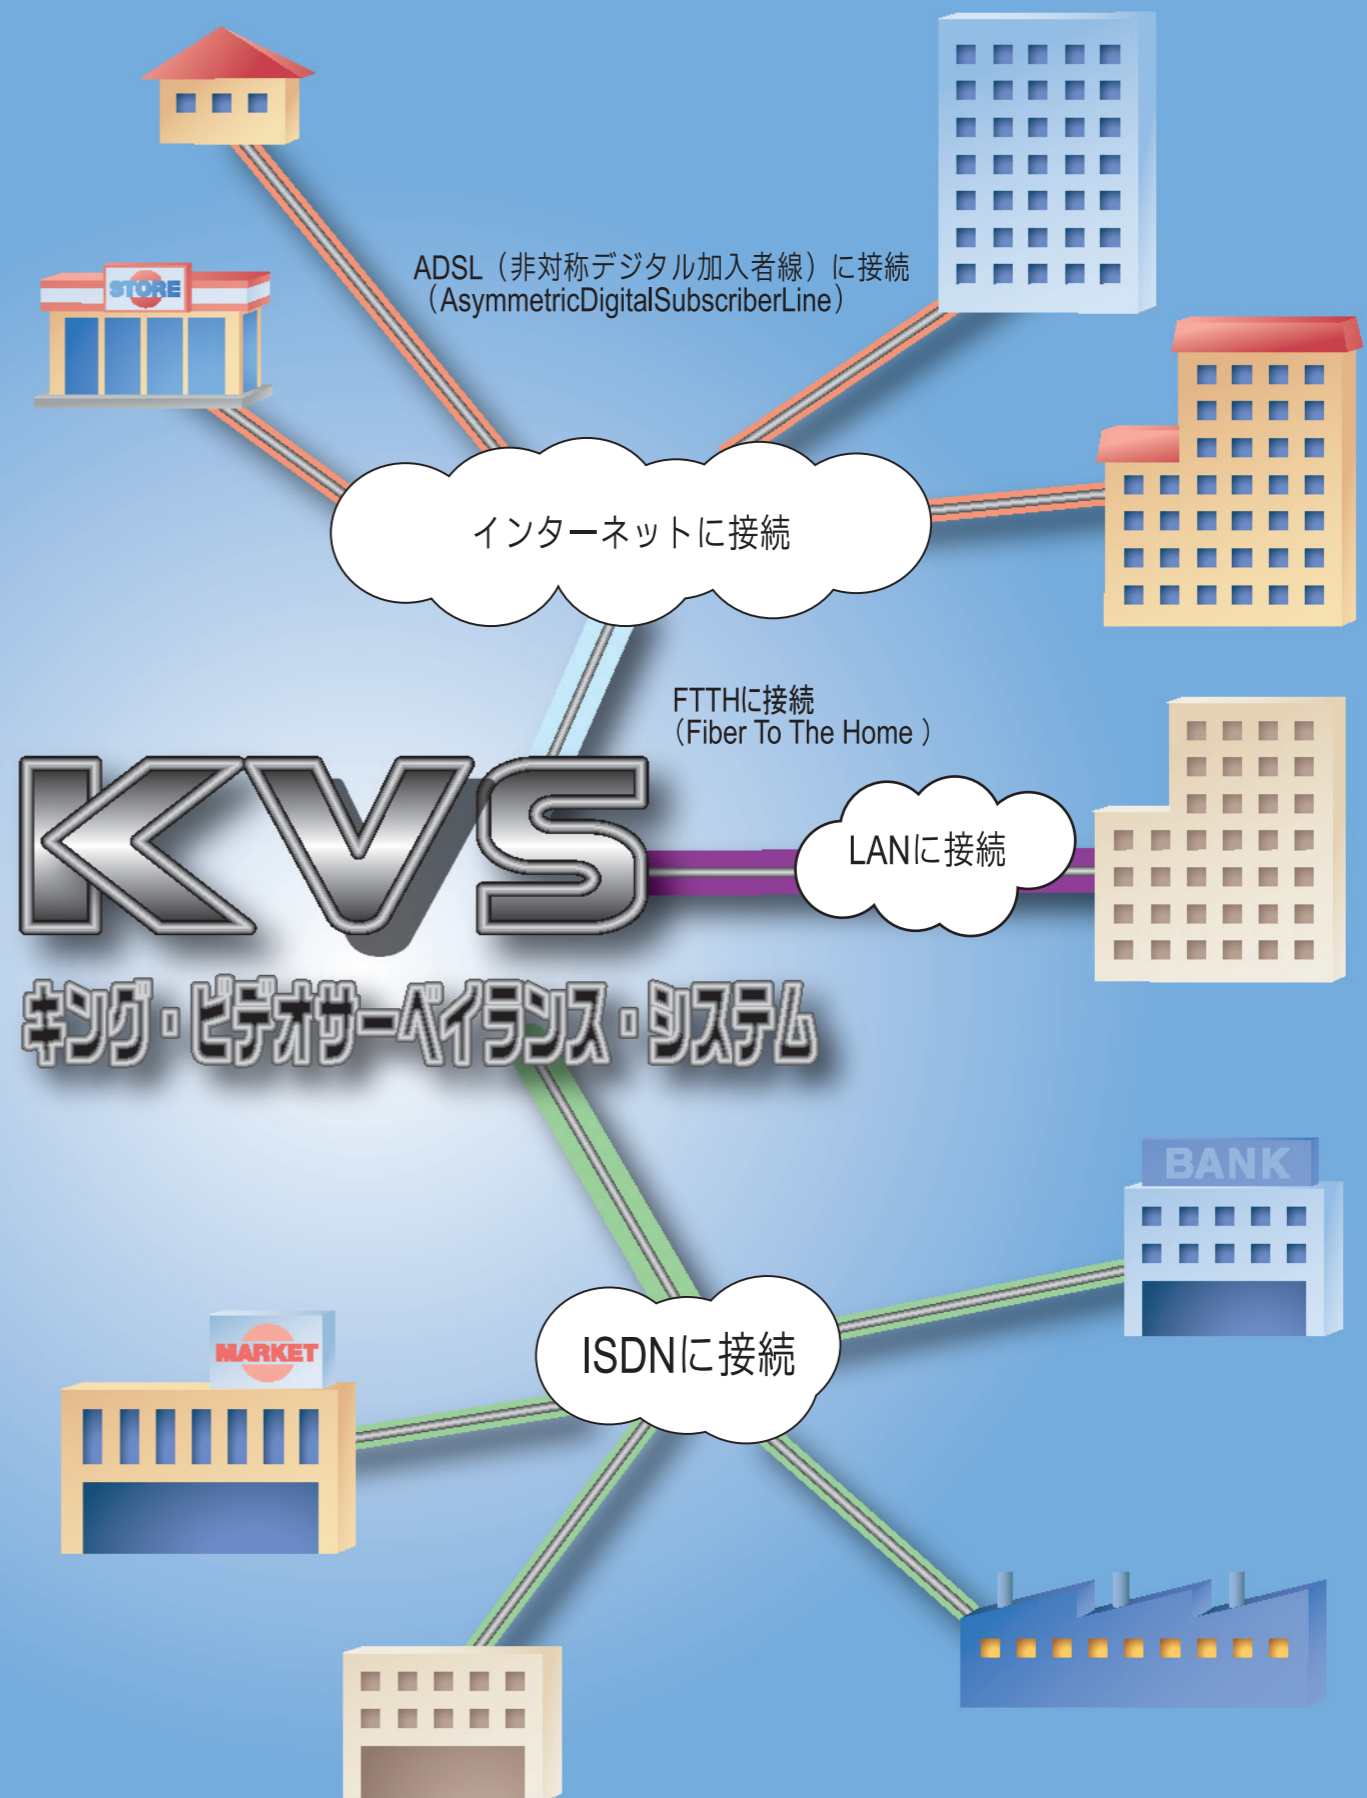 STORE
ADSL（非対称デジタル加入者線）に接続
（AsymmetricDigitalSubscriberLine）
インターネットに接続
FTTHに接続
（Fiber To The Home ）
KVS
LANに接続
キング・ビデオサーベイランス・システム
BANK
ISDNに接続
MARKET